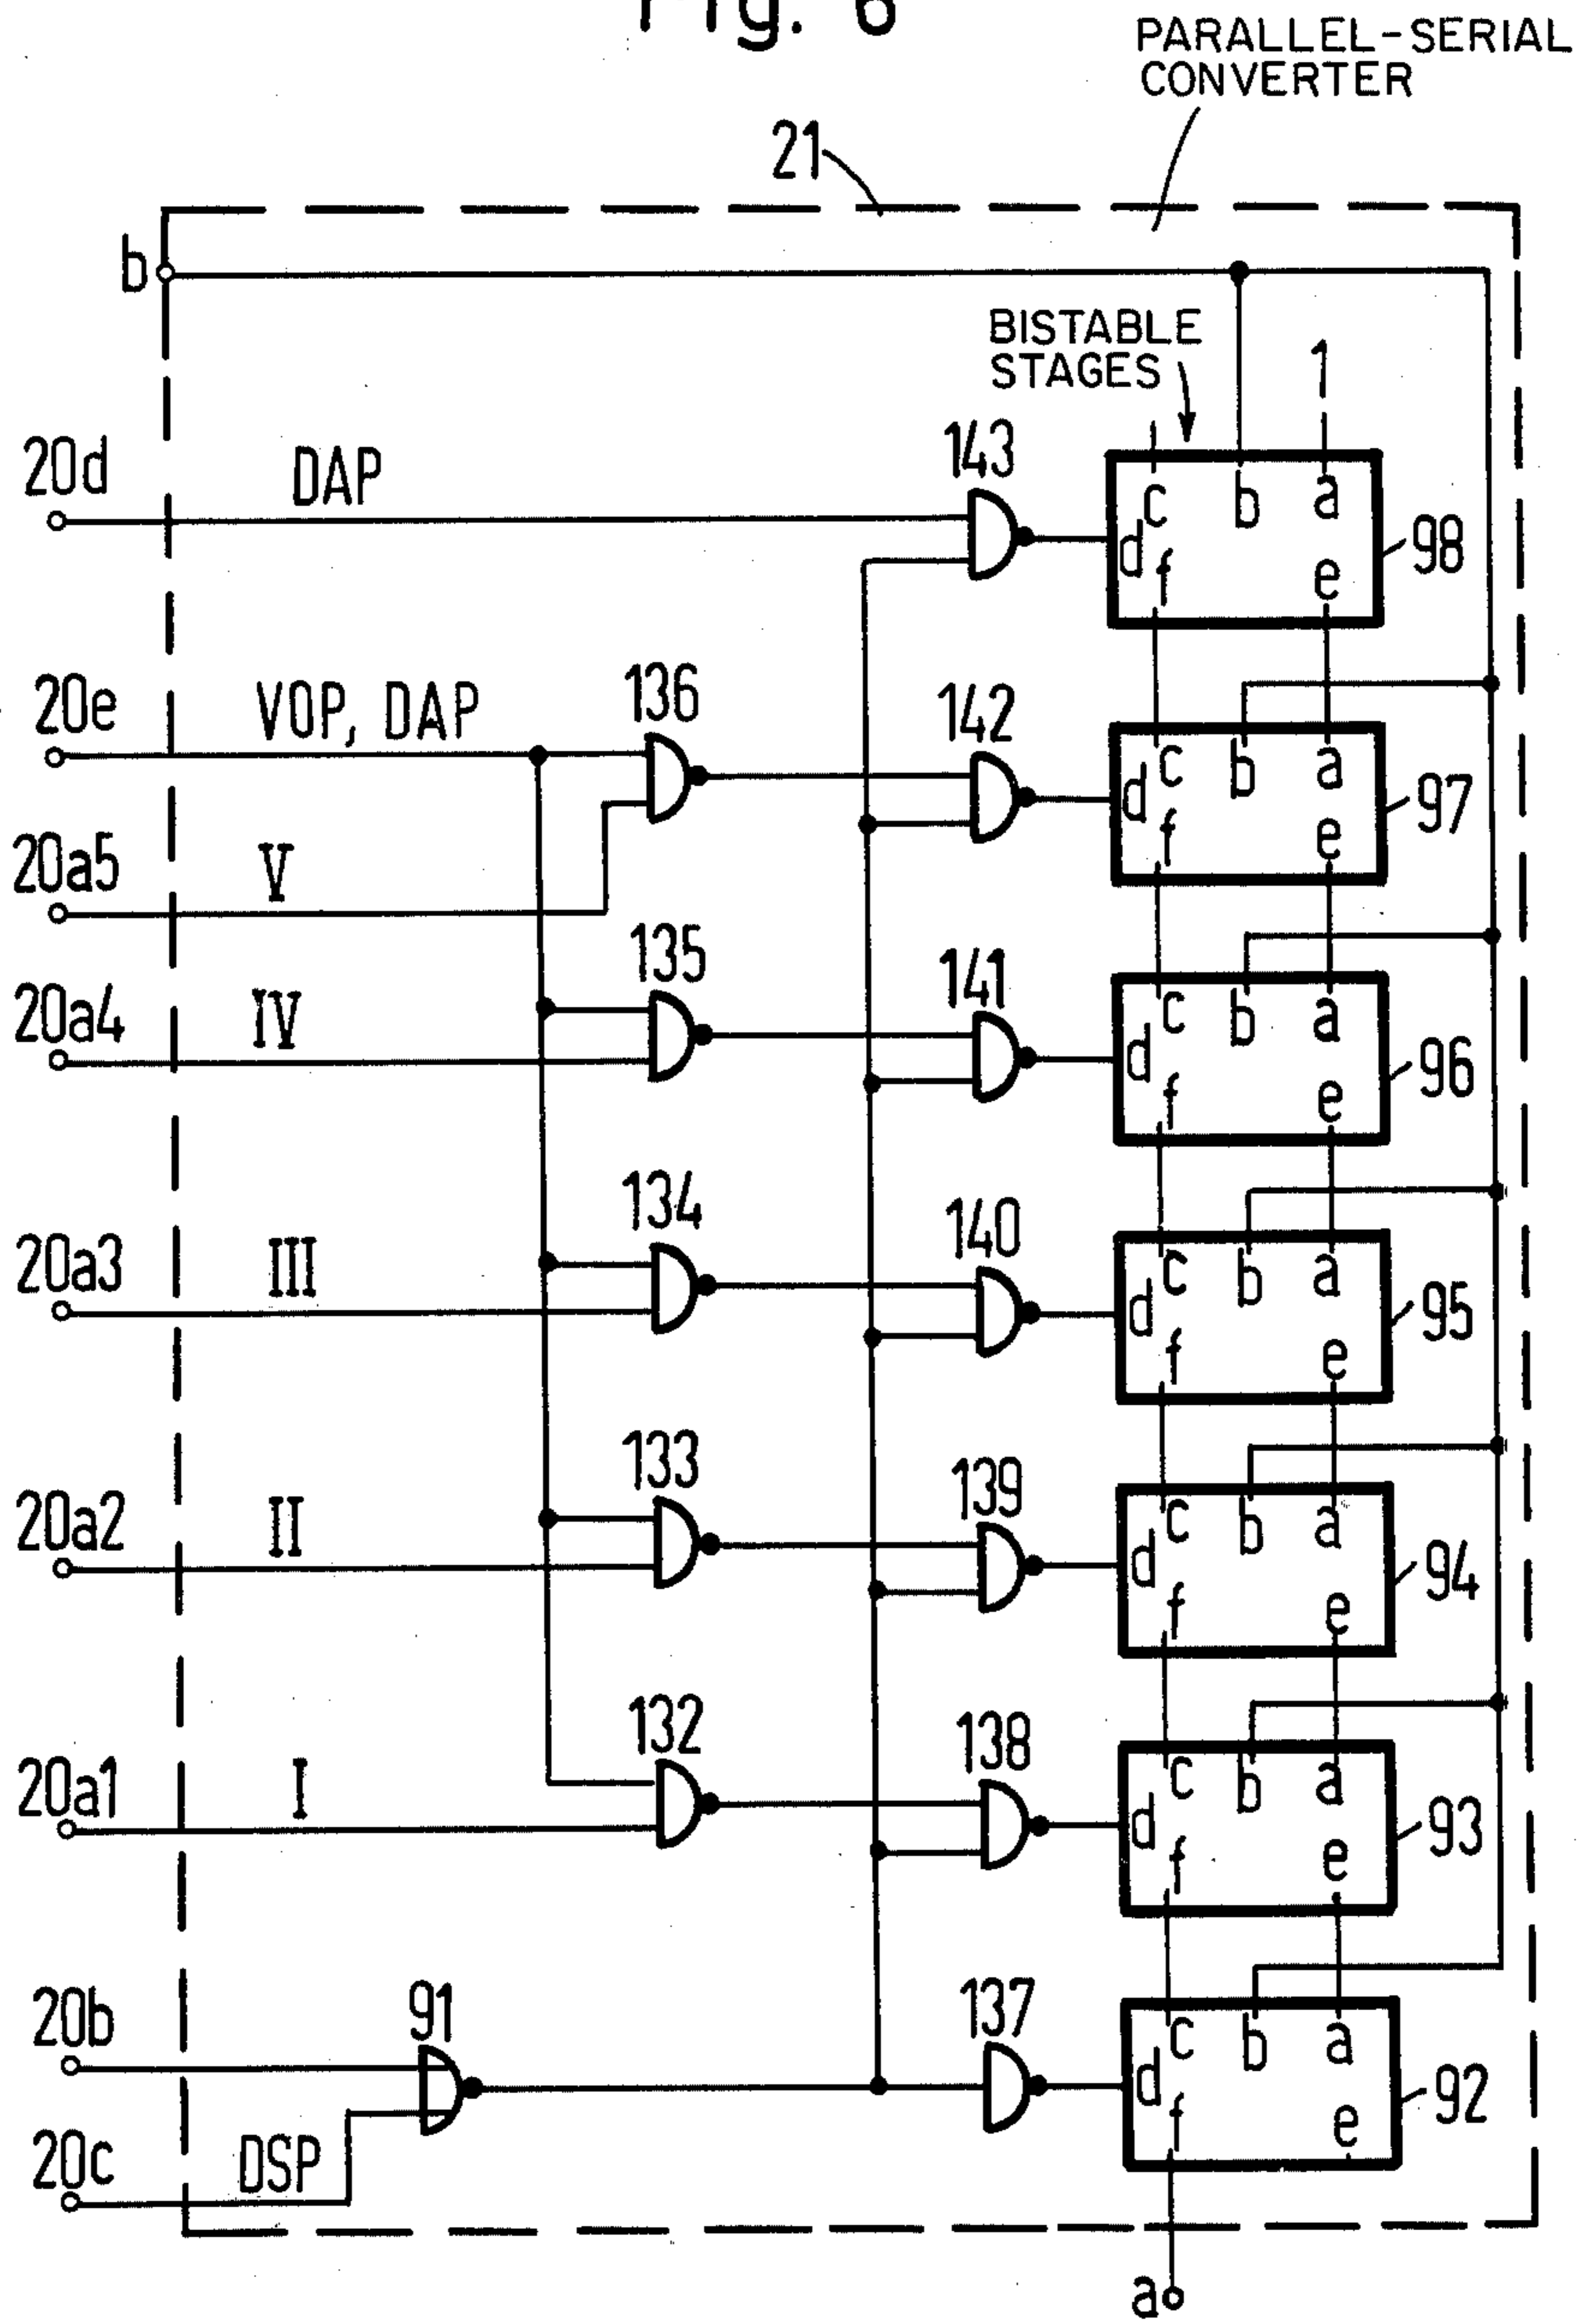 Fig. 6
PARALLEL-SERIAL
CONVERTER
21
b
BISTABLE
STAGES
1
20d
DAP
143
c b a
d f e
98
20e
VOP, DAP
136
142
c b a
d f e
97
20a5
V
20a4
IV
135
141
c b a
d f e
96
20a3
III
134
140
c b a
d f e
95
20a2
II
133
139
c b a
d f e
94
20a1
I
132
138
c b a
d f e
93
20b
91
137
c b a
d f e
92
20c
DSP
a